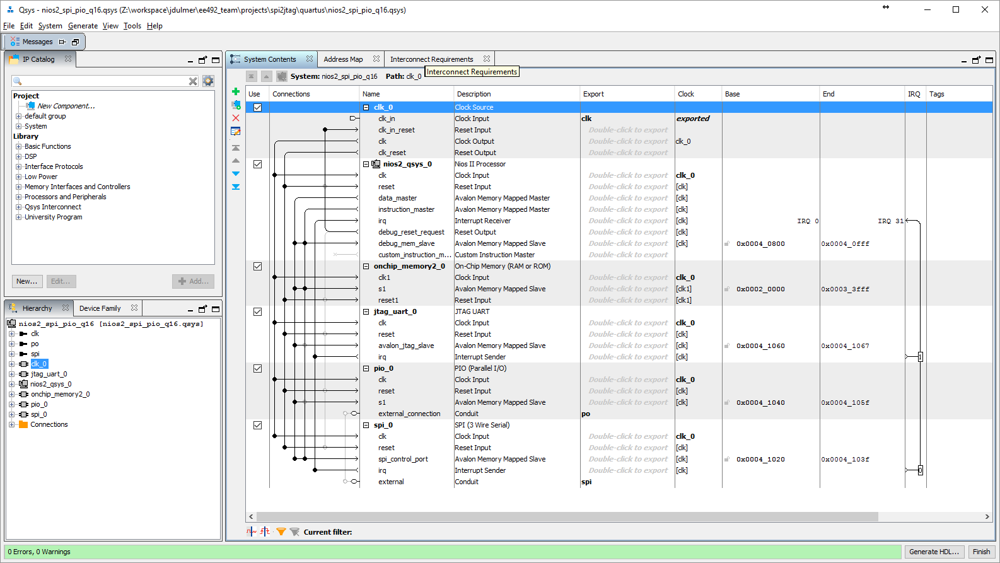 Qsys - nios2_spi_pio_q16.qsys (Z:\workspace\jdulmer\ee492_team\projects\spi2jtag\quartus\nios2_spi_pio_q16.qsys)
File Edit System Generate View Tools Help
Messages
IP Catalog
Project
New Component...
default group
System
Library
Basic Functions
DSP
Interface Protocols
Low Power
Memory Interfaces and Controllers
Processors and Peripherals
Qsys Interconnect
University Program
New... Edit... Add...
Hierarchy Device Family
nios2_spi_pio_q16 [nios2_spi_pio_q16.qsys]
clk
po
spi
clk_0
jtag_uart_0
nios2_qsys_0
onchip_memory2_0
pio_0
spi_0
Connections
System Contents Address Map Interconnect Requirements
System: nios2_spi_pio_q16 Path: clk_0
Interconnect Requirements
Use Connections Name Description Export Clock Base End IRQ Tags
clk_0 Clock Source
clk_in Clock Input clk exported
clk_in_reset Reset Input Double-click to export
clk Clock Output Double-click to export clk_0
clk_reset Reset Output Double-click to export
nios2_qsys_0 Nios II Processor
clk Clock Input Double-click to export clk_0
reset Reset Input Double-click to export [clk]
data_master Avalon Memory Mapped Master Double-click to export [clk]
instruction_master Avalon Memory Mapped Master Double-click to export [clk]
irq Interrupt Receiver Double-click to export [clk] IRQ 0 IRQ 31
debug_reset_request Reset Output Double-click to export [clk]
debug_mem_slave Avalon Memory Mapped Slave Double-click to export [clk] 0x0004_0800 0x0004_0fff
custom_instruction_m... Custom Instruction Master Double-click to export
onchip_memory2_0 On-Chip Memory (RAM or ROM)
clk1 Clock Input Double-click to export clk_0
s1 Avalon Memory Mapped Slave Double-click to export [clk1] 0x0002_0000 0x0003_3fff
reset1 Reset Input Double-click to export [clk1]
jtag_uart_0 JTAG UART
clk Clock Input Double-click to export clk_0
reset Reset Input Double-click to export [clk]
avalon_jtag_slave Avalon Memory Mapped Slave Double-click to export [clk] 0x0004_1060 0x0004_1067
irq Interrupt Sender Double-click to export [clk] 1
pio_0 PIO (Parallel I/O)
clk Clock Input Double-click to export clk_0
reset Reset Input Double-click to export [clk]
s1 Avalon Memory Mapped Slave Double-click to export [clk] 0x0004_1040 0x0004_105f
external_connection Conduit po
spi_0 SPI (3 Wire Serial)
clk Clock Input Double-click to export clk_0
reset Reset Input Double-click to export [clk]
spi_control_port Avalon Memory Mapped Slave Double-click to export [clk] 0x0004_1020 0x0004_103f
irq Interrupt Sender Double-click to export [clk] 0
external Conduit spi
Current filter:
0 Errors, 0 Warnings
Generate HDL... Finish